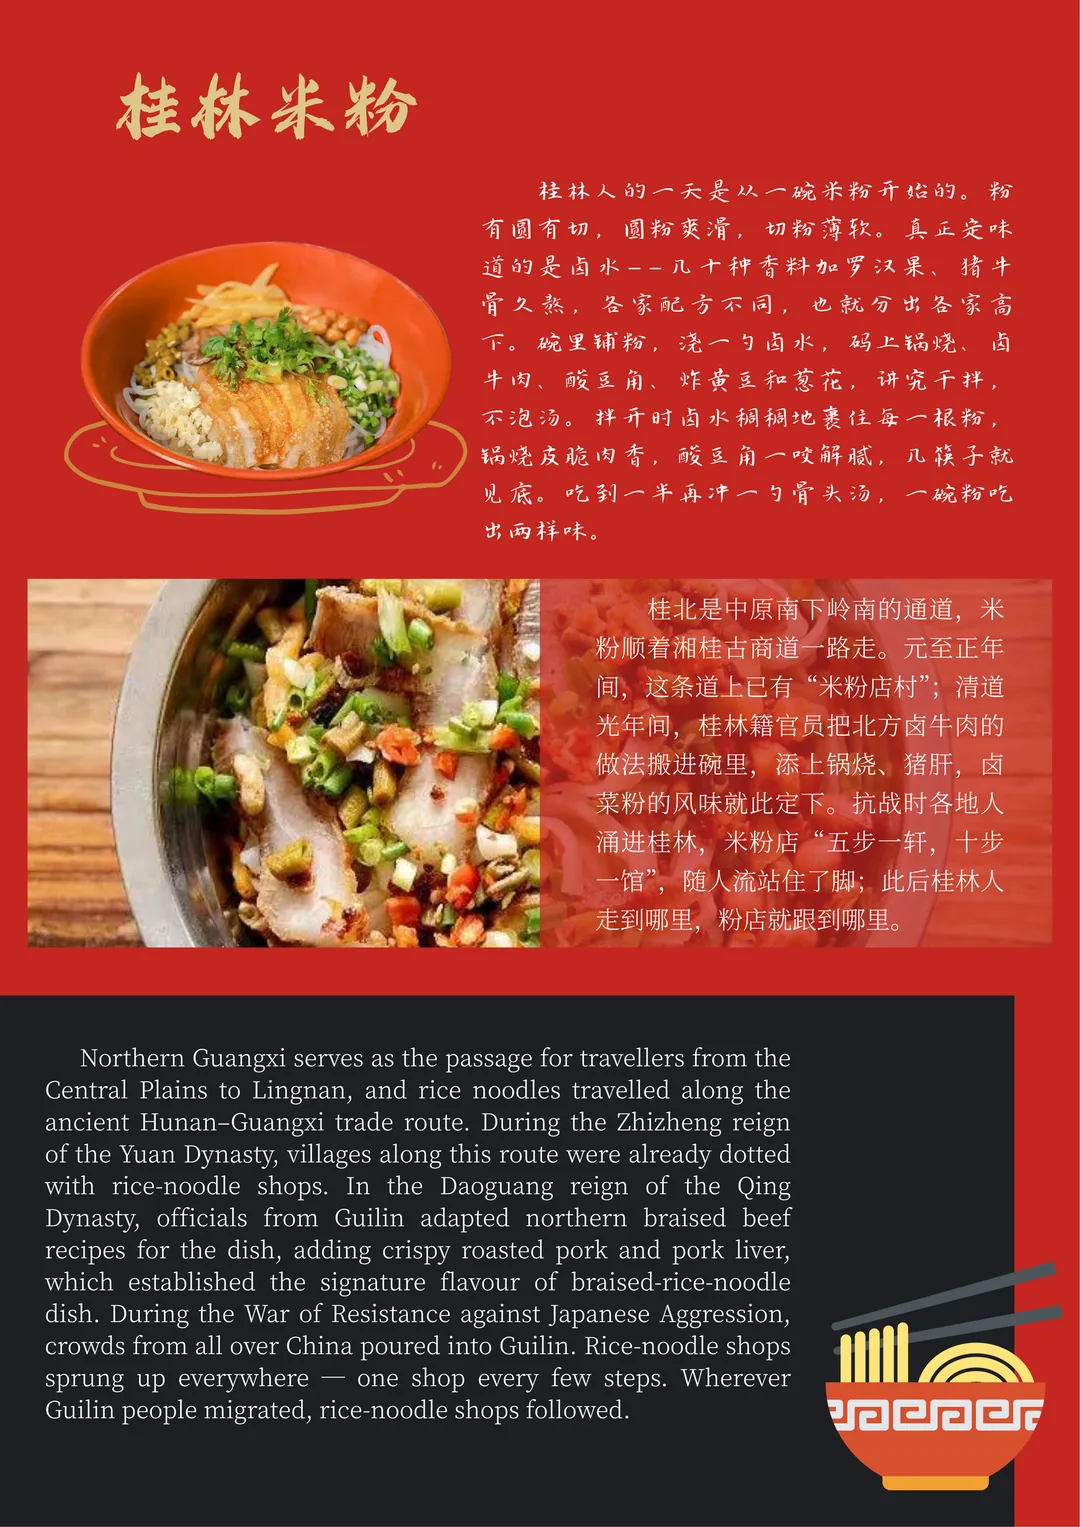 桂林米粉
桂林人的一天是从一碗米粉开始的。粉
有圆有切，圆粉爽滑，切粉薄软。真正定味
道的是卤水——几十种香料加罗汉果、猪牛
骨久熬，各家配方不同，也就分出各家高
下。碗里铺粉，浇一勺卤水，码上锅烧、卤
牛肉、酸豆角、炸黄豆和葱花，讲究干拌，
不泡汤。拌开时卤水稠稠地裹住每一根粉，
锅烧皮脆肉香，酸豆角一咬解腻，几筷子就
见底。吃到一半再冲一勺骨头汤，一碗粉吃
出两样味。
桂北是中原南下岭南的通道，米
粉顺着湘桂古商道一路走。元至正年
间，这条道上已有“米粉店村”；清道
光年间，桂林籍官员把北方卤牛肉的
做法搬进碗里，添上锅烧、猪肝，卤
菜粉的风味就此定下。抗战时各地人
涌进桂林，米粉店“五步一轩，十步
一馆”，随人流站住了脚；此后桂林人
走到哪里，粉店就跟到哪里。
Northern Guangxi serves as the passage for travellers from the
Central Plains to Lingnan, and rice noodles travelled along the
ancient Hunan–Guangxi trade route. During the Zhizheng reign
of the Yuan Dynasty, villages along this route were already dotted
with rice-noodle shops. In the Daoguang reign of the Qing
Dynasty, officials from Guilin adapted northern braised beef
recipes for the dish, adding crispy roasted pork and pork liver,
which established the signature flavour of braised-rice-noodle
dish. During the War of Resistance against Japanese Aggression,
crowds from all over China poured into Guilin. Rice-noodle shops
sprung up everywhere — one shop every few steps. Wherever
Guilin people migrated, rice-noodle shops followed.